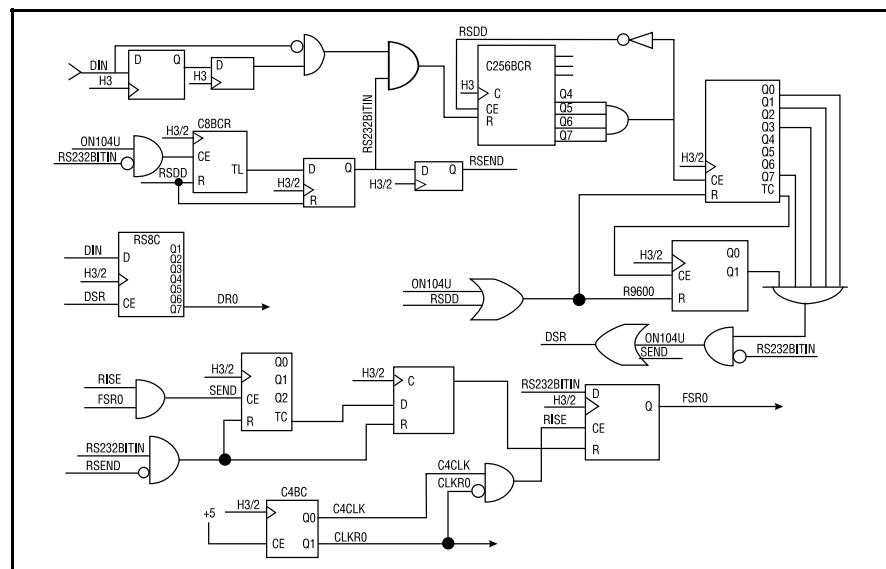 DIN
H3
D Q
H3
D
RS232BITIN
RSDD
C256BCR
H3
C
CE
R
Q4
Q5
Q6
Q7
H3/2
CE
R
Q0
Q1
Q2
Q3
Q4
Q5
Q6
Q7
TC
ON104U
RS232BITIN
H3/2
C8BCR
CE
TL
RSDD
R
D Q
H3/2
R
D Q
H3/2
RSEND
DIN
H3/2
DSR
RS8C
D
CE
Q1
Q2
Q3
Q4
Q5
Q6
Q7
DR0
ON104U
RSDD
R9600
H3/2
CE
R
Q0
Q1
DSR
ON104U
SEND
RS232BITIN
RISE
FSR0
SEND
H3/2
CE
R
Q0
Q1
Q2
TC
H3/2
C
D
R
RS232BITIN
H3/2
RISE
D
CE
R
Q
FSR0
RS232BITIN
RSEND
+5
H3/2
C4BC
CE
Q0
Q1
C4CLK
CLKR0
C4CLK
CLKR0